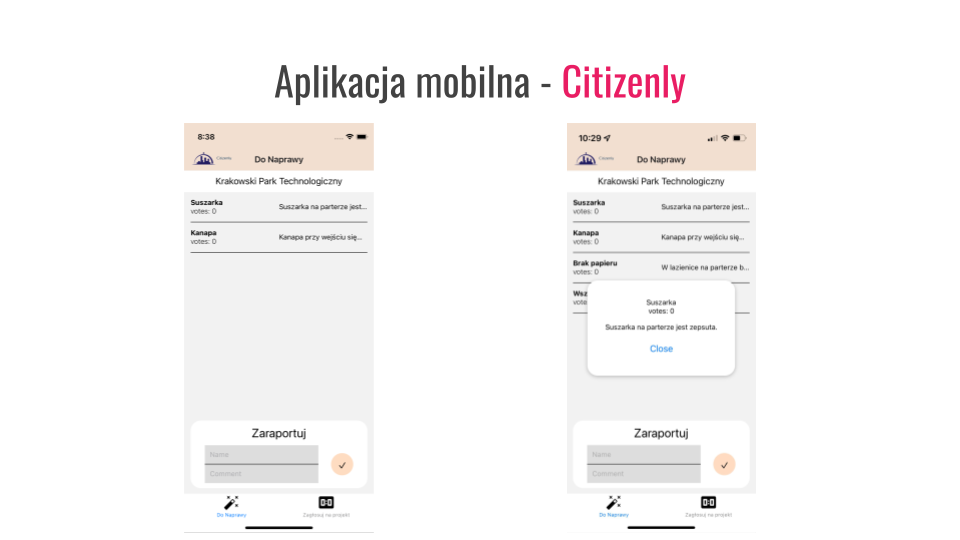 Aplikacja mobilna - Citizenly
8:38
Citizenly
Do Naprawy
Krakowski Park Technologiczny
Suszarka
votes: 0
Suszarka na parterze jest...
Kanapa
votes: 0
Kanapa przy wejściu się...
Zaraportuj
Name
Comment
Do Naprawy
Zagłosuj na projekt
10:29
Citizenly
Do Naprawy
Krakowski Park Technologiczny
Suszarka
votes: 0
Suszarka na parterze jest...
Kanapa
votes: 0
Kanapa przy wejściu się...
Brak papieru
votes: 0
W lazienice na parterze b...
Wsz
vote
Suszarka
votes: 0
Suszarka na parterze jest zepsuta.
Close
Zaraportuj
Name
Comment
Do Naprawy
Zagłosuj na projekt